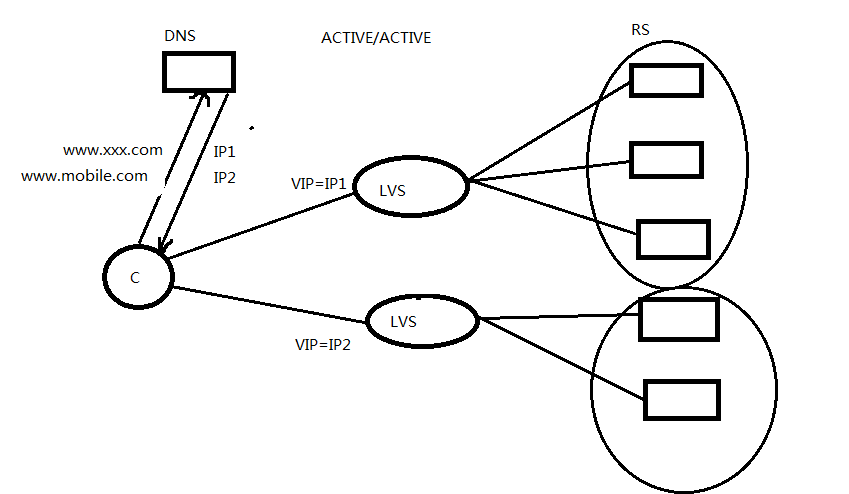 DNS
ACTIVE/ACTIVE
RS
www.xxx.com
IP1
www.mobile.com
IP2
VIP=IP1
LVS
C
LVS
VIP=IP2